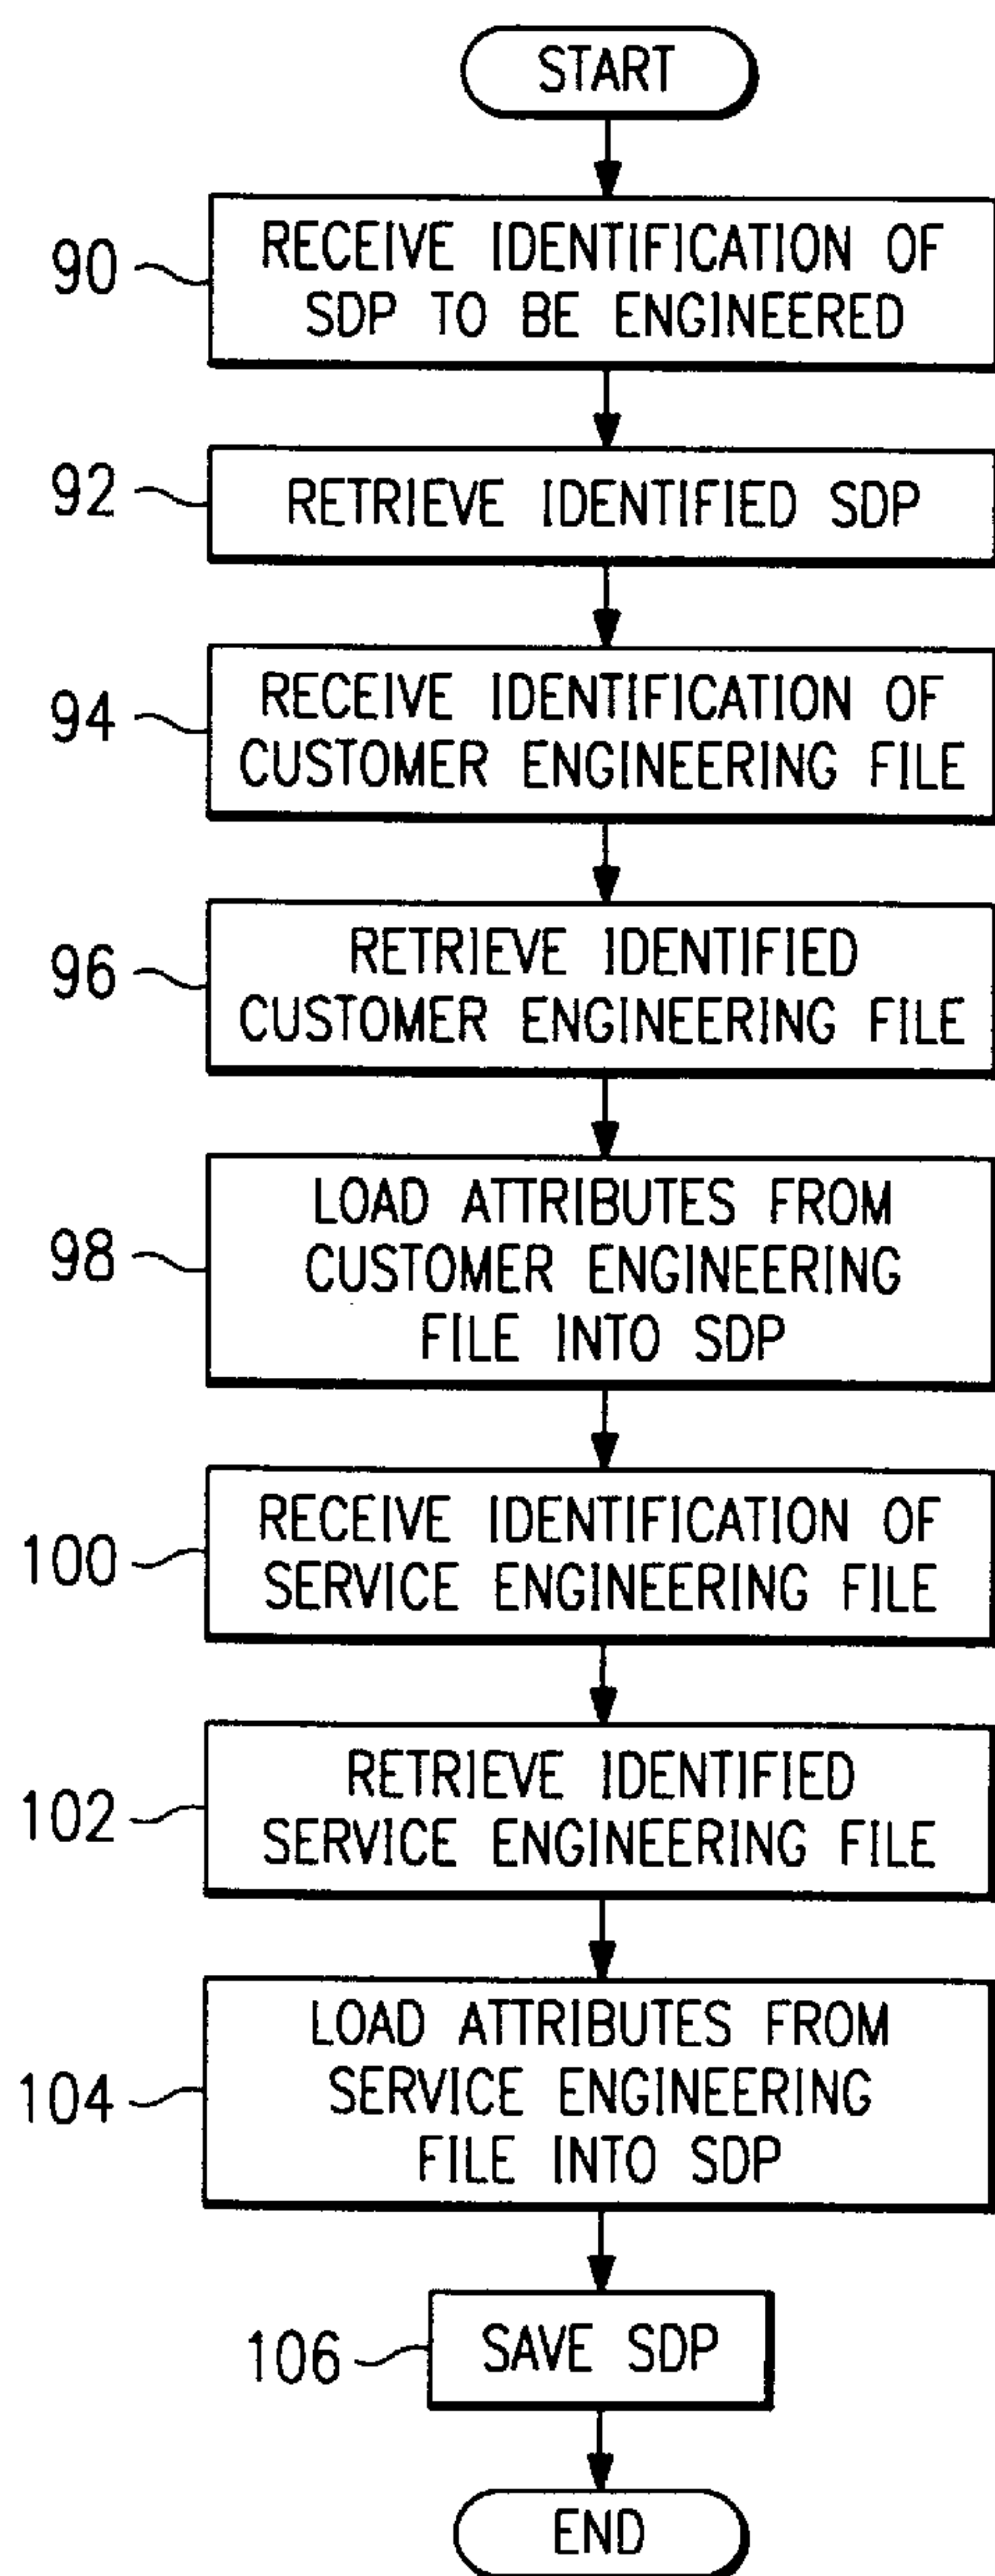 START
90
RECEIVE IDENTIFICATION OF
SDP TO BE ENGINEERED
92
RETRIEVE IDENTIFIED SDP
94
RECEIVE IDENTIFICATION OF
CUSTOMER ENGINEERING FILE
96
RETRIEVE IDENTIFIED
CUSTOMER ENGINEERING FILE
98
LOAD ATTRIBUTES FROM
CUSTOMER ENGINEERING
FILE INTO SDP
100
RECEIVE IDENTIFICATION OF
SERVICE ENGINEERING FILE
102
RETRIEVE IDENTIFIED
SERVICE ENGINEERING FILE
104
LOAD ATTRIBUTES FROM
SERVICE ENGINEERING
FILE INTO SDP
106
SAVE SDP
END